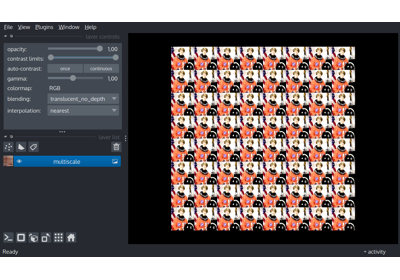 File View Plugins Window Help
layer controls
opacity: 1,00
contrast limits:
auto-contrast: once continuous
gamma: 1,00
colormap: RGB
blending: translucent_no_depth
interpolation: nearest
layer list
multiscale
Ready activity